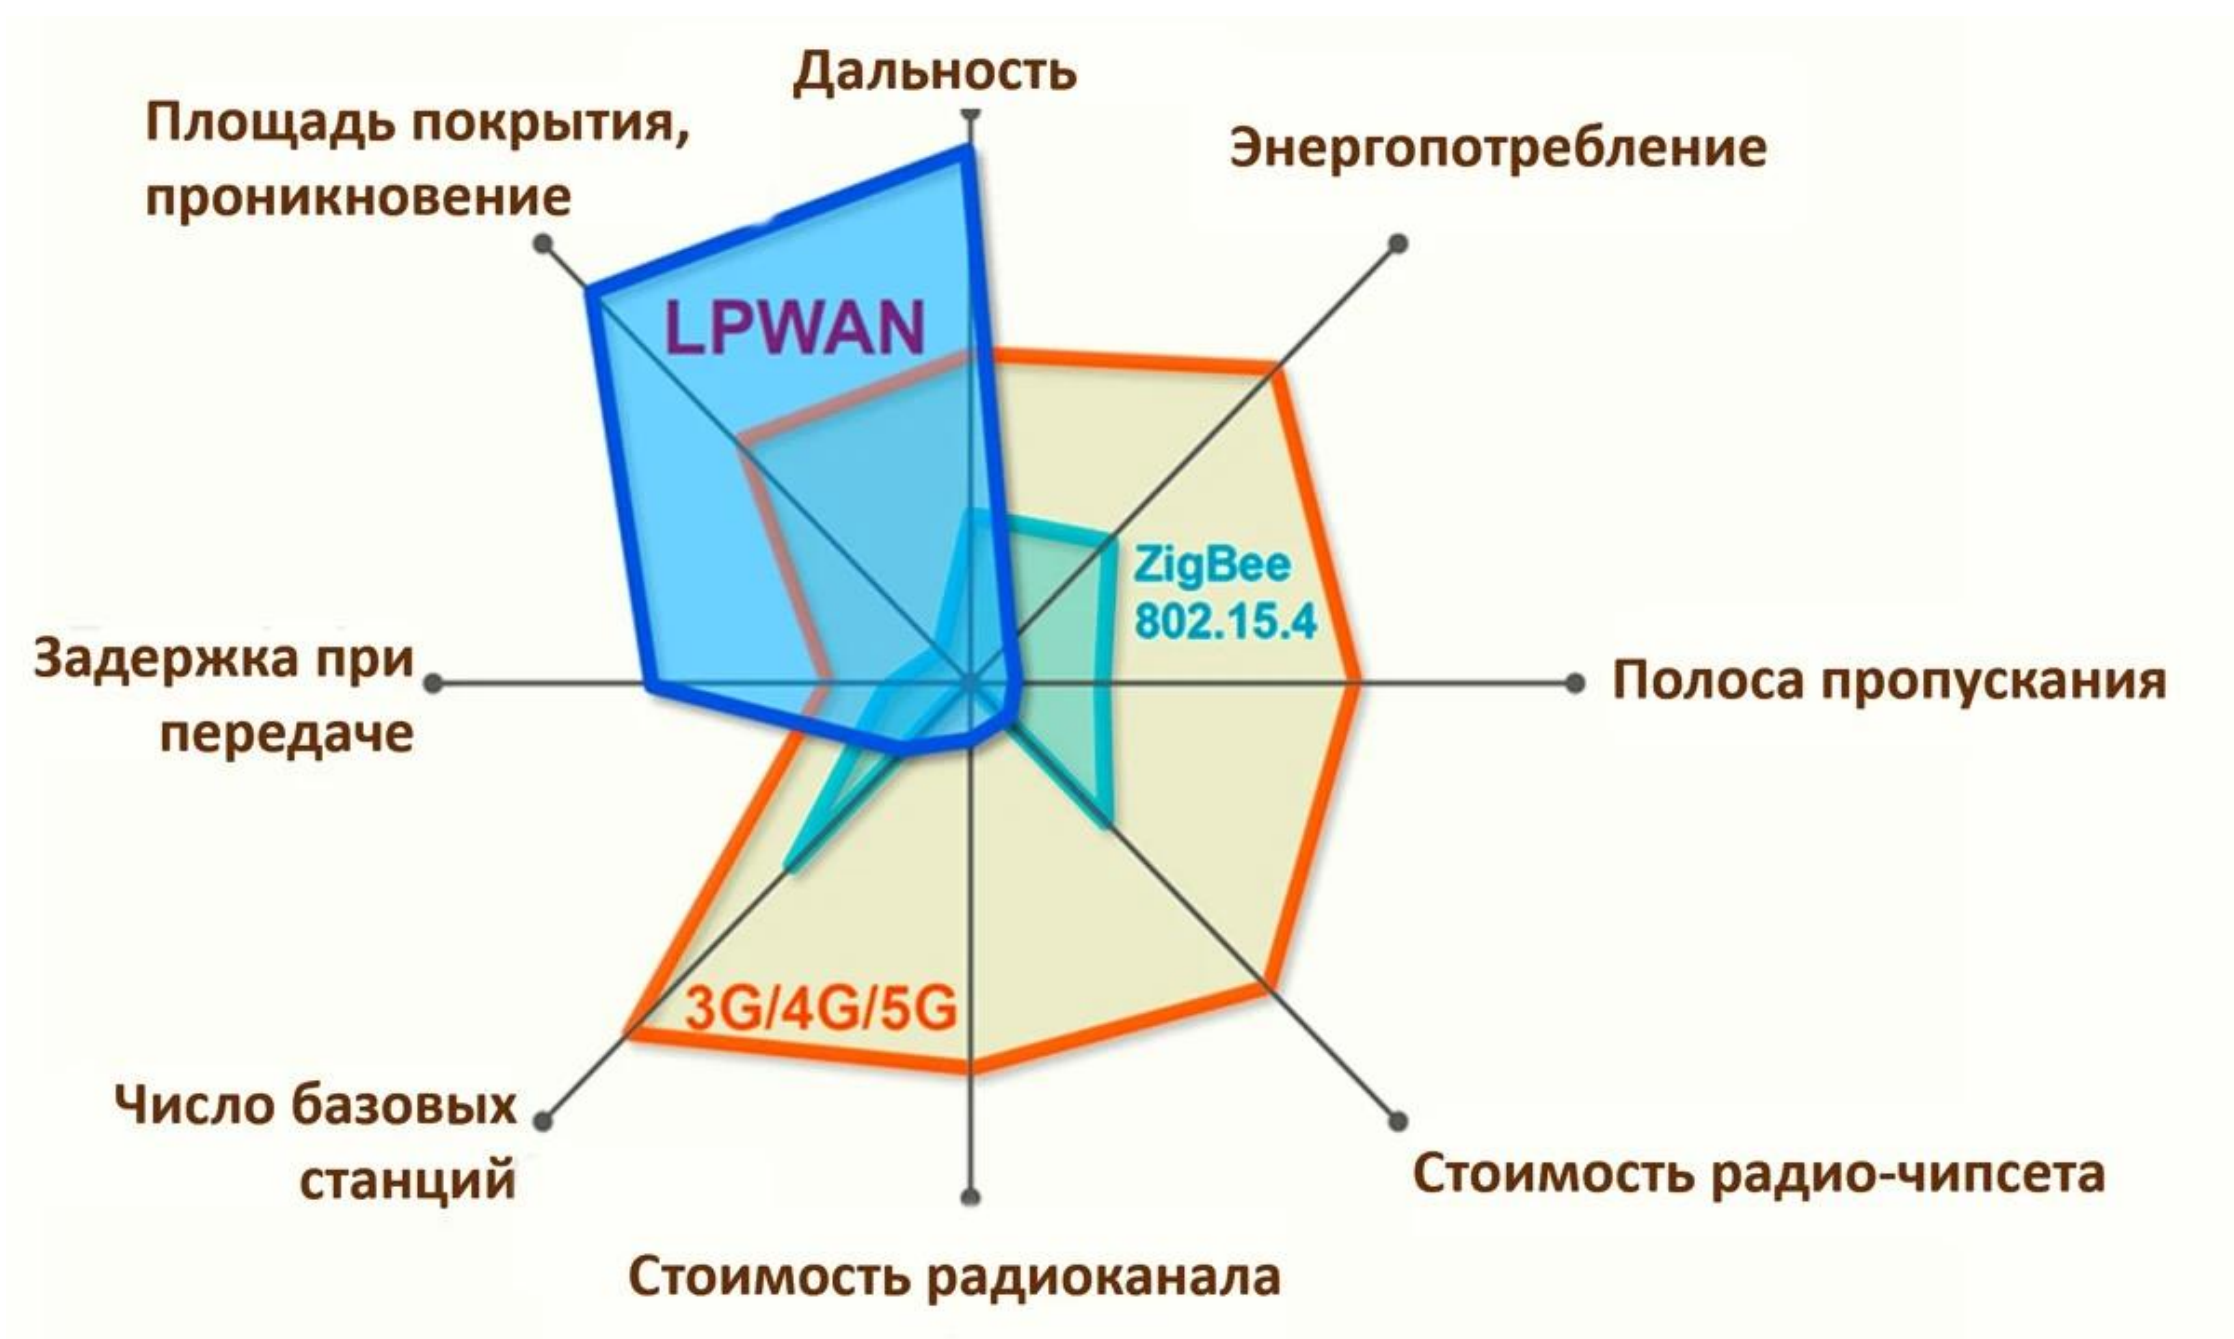 Дальность
Площадь покрытия,
проникновение
Энергопотребление
LPWAN
ZigBee
802.15.4
Задержка при
передаче
Полоса пропускания
3G/4G/5G
Число базовых
станций
Стоимость радио-чипсета
Стоимость радиоканала